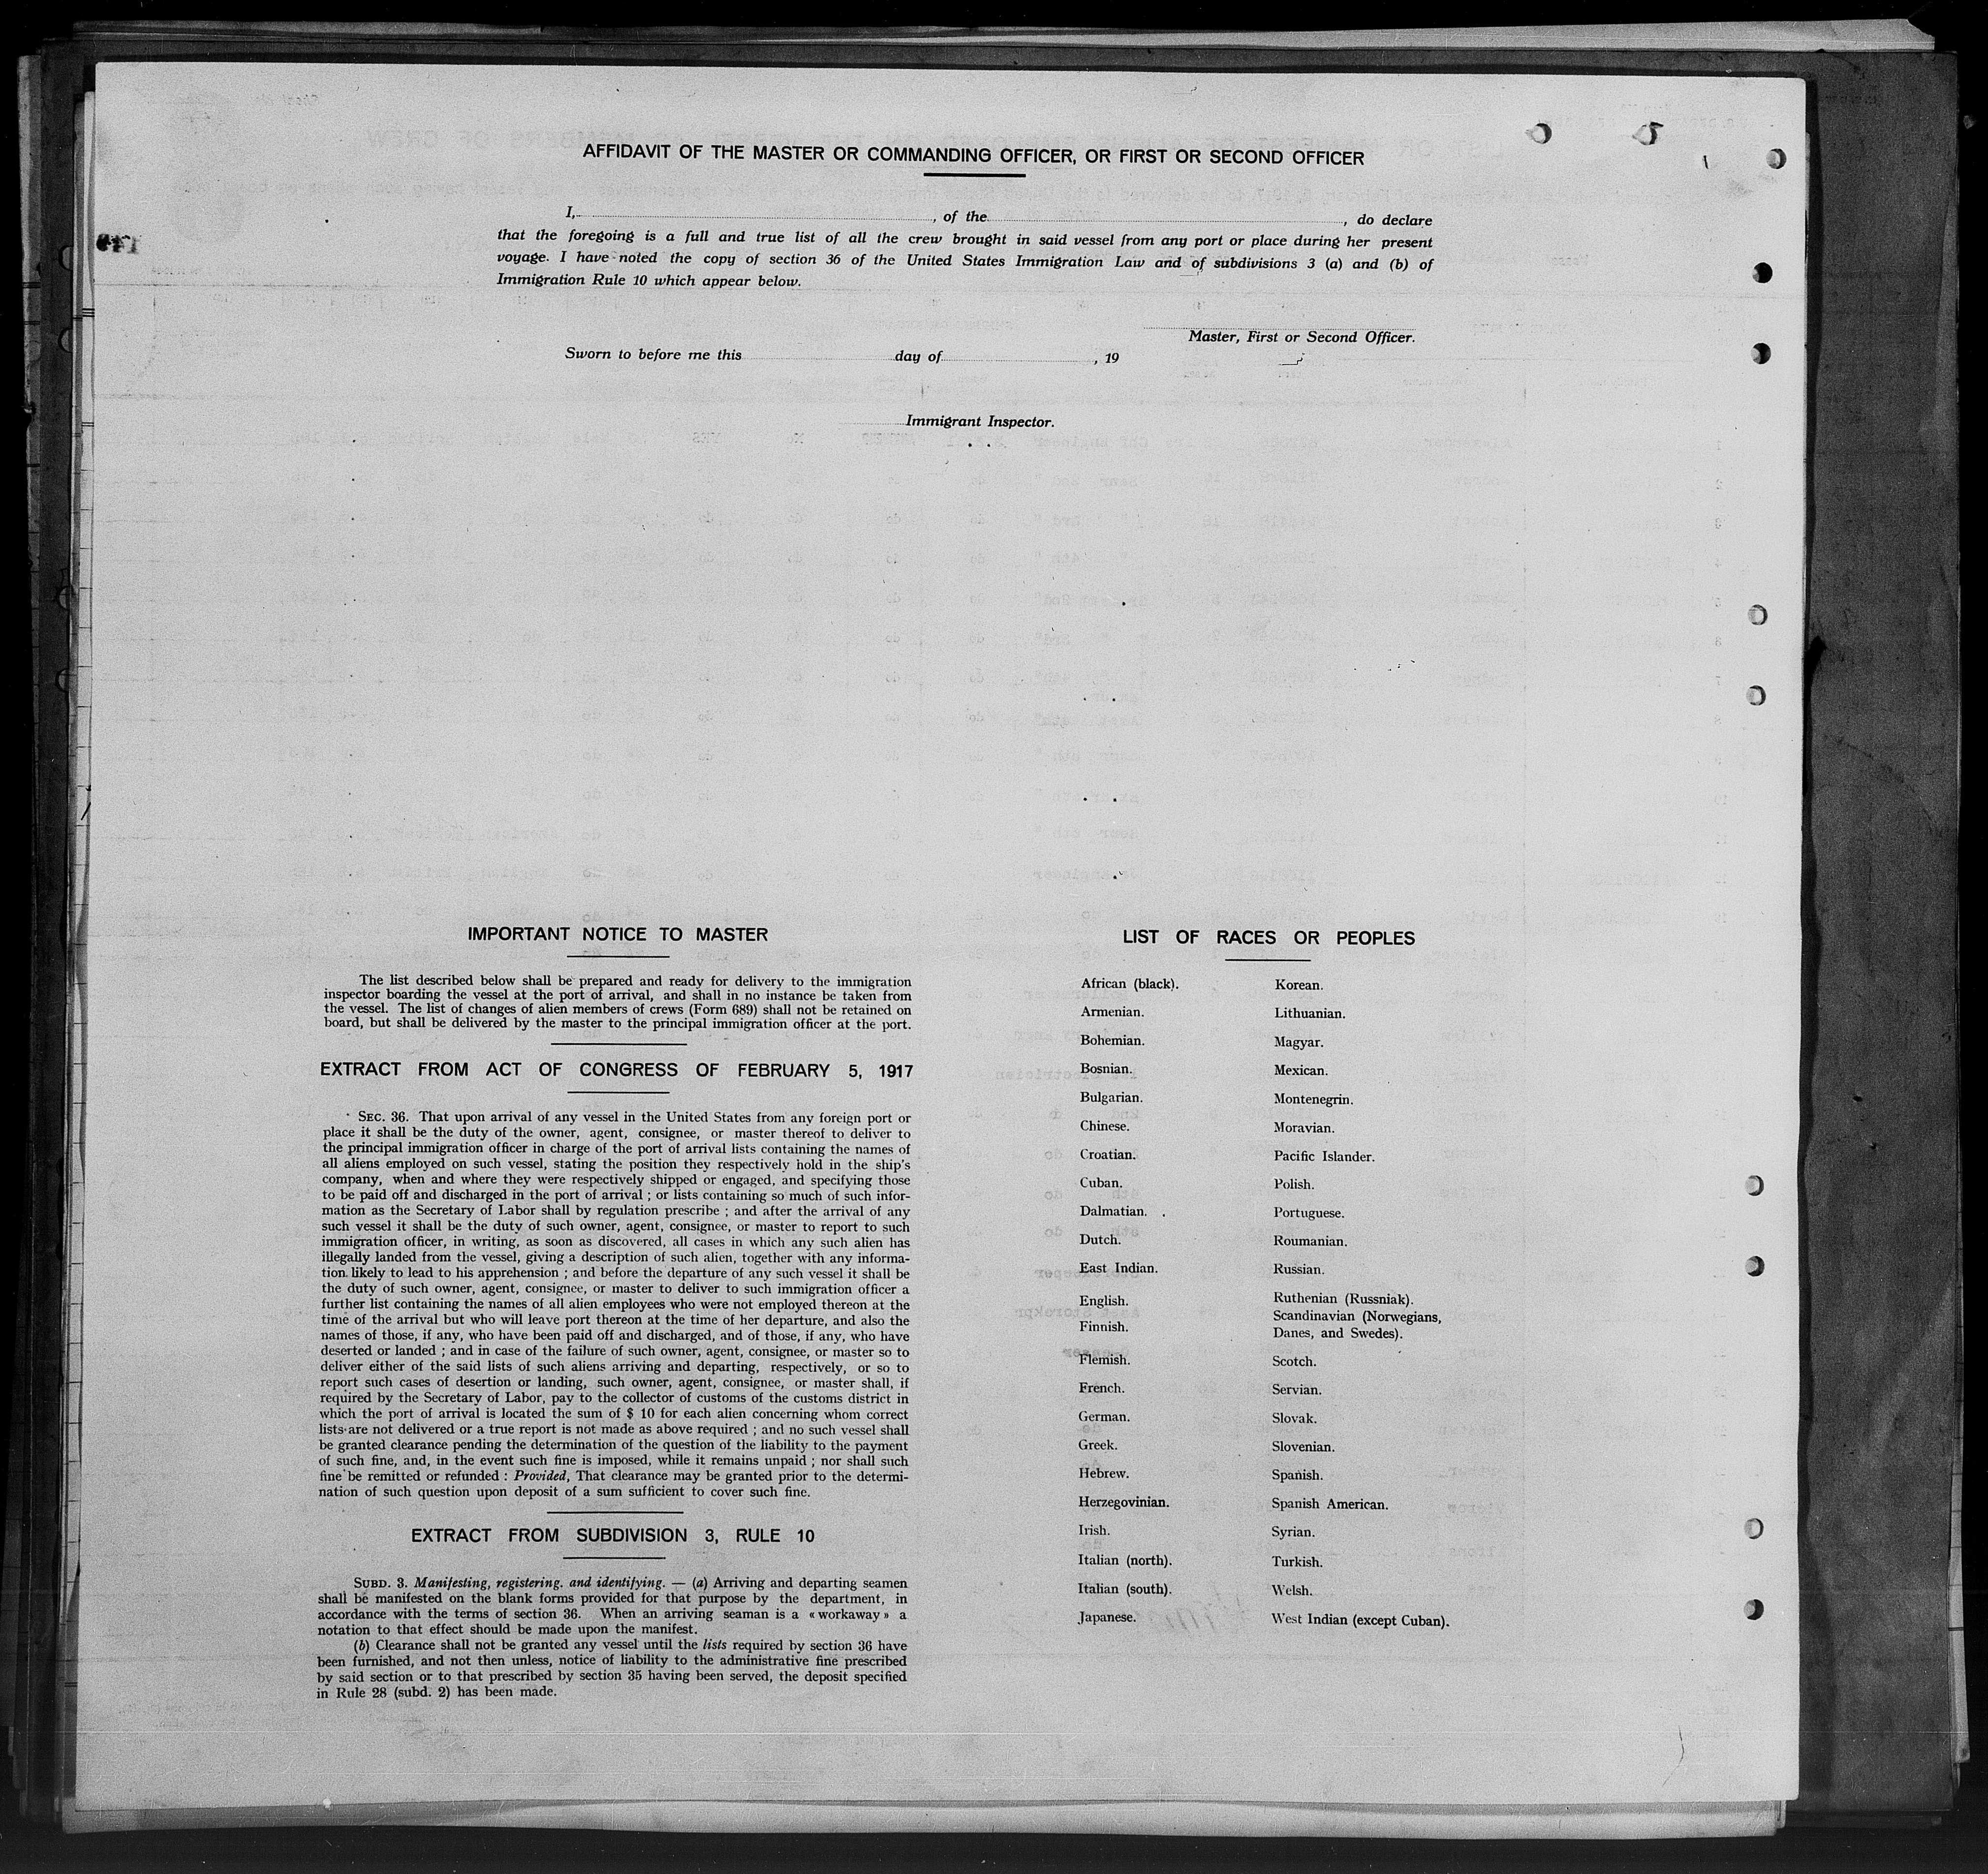 AFFIDAVIT OF THE MASTER OR COMMANDING OFFICER, OR FIRST OR SECOND OFFICER
I, , of the , do declare
that the foregoing is a full and true list of all the crew brought in said vessel from any port or place during her present
voyage. I have noted the copy of section 36 of the United States Immigration Law and of subdivisions 3 (a) and (b) of
Immigration Rule 10 which appear below.
Master, First or Second Officer.
Sworn to before me this day of , 19
Immigrant Inspector.
IMPORTANT NOTICE TO MASTER
The list described below shall be prepared and ready for delivery to the immigration
inspector boarding the vessel at the port of arrival, and shall in no instance be taken from
the vessel. The list of changes of alien members of crews (Form 689) shall not be retained on
board, but shall be delivered by the master to the principal immigration officer at the port.
EXTRACT FROM ACT OF CONGRESS OF FEBRUARY 5, 1917
SEC. 36. That upon arrival of any vessel in the United States from any foreign port or
place it shall be the duty of the owner, agent, consignee, or master thereof to deliver to
the principal immigration officer in charge of the port of arrival lists containing the names of
all aliens employed on such vessel, stating the position they respectively hold in the ship's
company, when and where they were respectively shipped or engaged, and specifying those
to be paid off and discharged in the port of arrival ; or lists containing so much of such infor-
mation as the Secretary of Labor shall by regulation prescribe ; and after the arrival of any
such vessel it shall be the duty of such owner, agent, consignee, or master to report to such
immigration officer, in writing, as soon as discovered, all cases in which any such alien has
illegally landed from the vessel, giving a description of such alien, together with any informa-
tion likely to lead to his apprehension ; and before the departure of any such vessel it shall be
the duty of such owner, agent, consignee, or master to deliver to such immigration officer a
further list containing the names of all alien employees who were not employed thereon at the
time of the arrival but who will leave port thereon at the time of her departure, and also the
names of those, if any, who have been paid off and discharged, and of those, if any, who have
deserted or landed ; and in case of the failure of such owner, agent, consignee, or master so to
deliver either of the said lists of such aliens arriving and departing, respectively, or so to
report such cases of desertion or landing, such owner, agent, consignee, or master shall, if
required by the Secretary of Labor, pay to the collector of customs of the customs district in
which the port of arrival is located the sum of $ 10 for each alien concerning whom correct
lists are not delivered or a true report is not made as above required ; and no such vessel shall
be granted clearance pending the determination of the question of the liability to the payment
of such fine, and, in the event such fine is imposed, while it remains unpaid ; nor shall such
fine be remitted or refunded : Provided, That clearance may be granted prior to the determi-
nation of such question upon deposit of a sum sufficient to cover such fine.
EXTRACT FROM SUBDIVISION 3, RULE 10
SUBD. 3. Manifesting, registering. and identifying. — (a) Arriving and departing seamen
shall be manifested on the blank forms provided for that purpose by the department, in
accordance with the terms of section 36. When an arriving seaman is a « workaway » a
notation to that effect should be made upon the manifest.
(b) Clearance shall not be granted any vessel until the lists required by section 36 have
been furnished, and not then unless, notice of liability to the administrative fine prescribed
by said section or to that prescribed by section 35 having been served, the deposit specified
in Rule 28 (subd. 2) has been made.
LIST OF RACES OR PEOPLES
African (black).
Armenian.
Bohemian.
Bosnian.
Bulgarian.
Chinese.
Croatian.
Cuban.
Dalmatian.
Dutch.
East Indian.
English.
Finnish.
Flemish.
French.
German.
Greek.
Hebrew.
Herzegovinian.
Irish.
Italian (north).
Italian (south).
Japanese.
Korean.
Lithuanian.
Magyar.
Mexican.
Montenegrin.
Moravian.
Pacific Islander.
Polish.
Portuguese.
Roumanian.
Russian.
Ruthenian (Russniak).
Scandinavian (Norwegians,
Danes, and Swedes).
Scotch.
Servian.
Slovak.
Slovenian.
Spanish.
Spanish American.
Syrian.
Turkish.
Welsh.
West Indian (except Cuban).